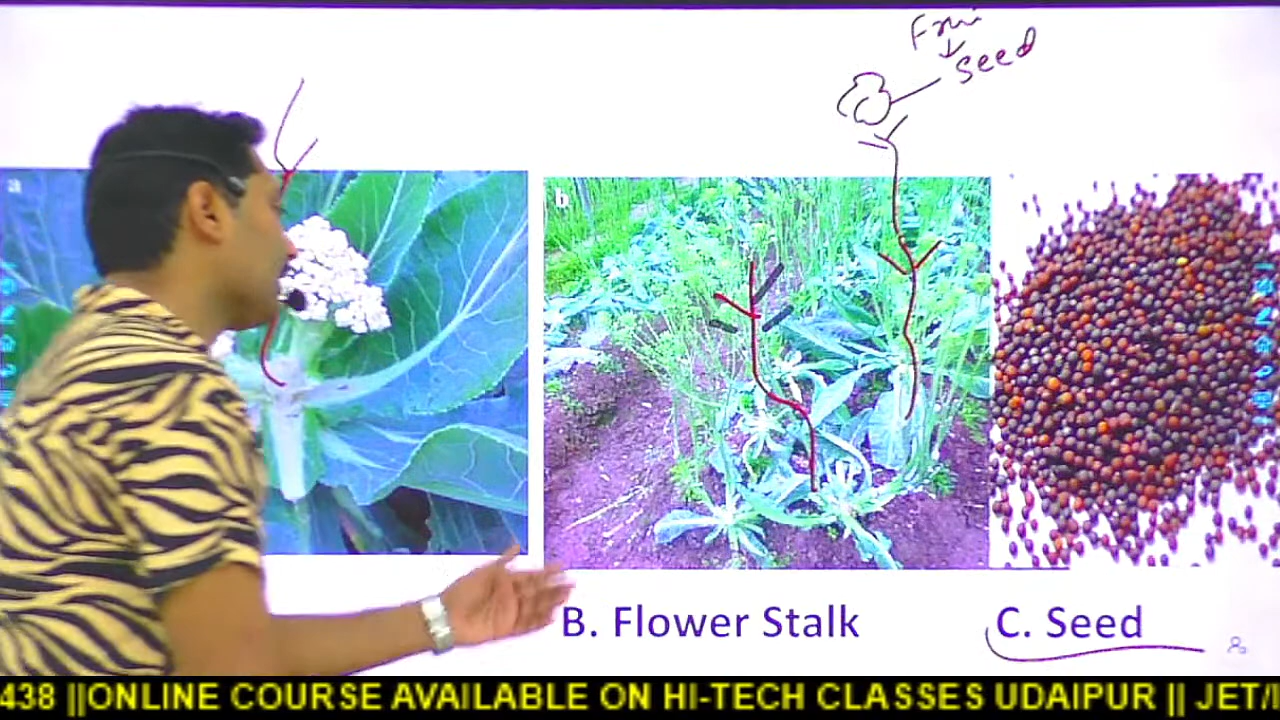 Seed
a
b
B. Flower Stalk
C. Seed
438 ||ONLINE COURSE AVAILABLE ON HI-TECH CLASSES UDAIPUR || JET/